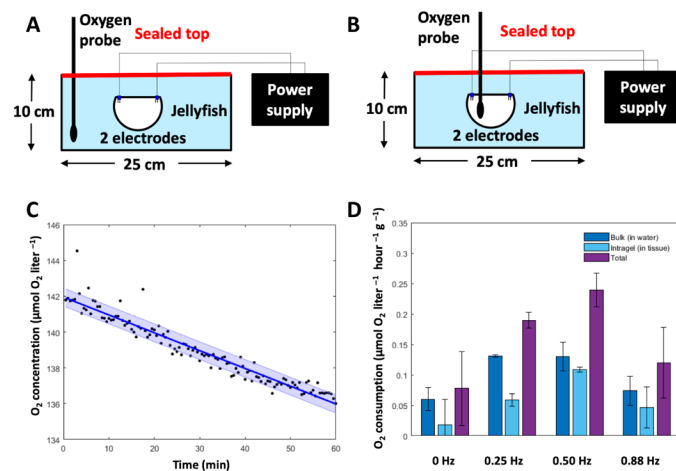 A
Oxygen
probe
Sealed top
10 cm
Jellyfish
2 electrodes
Power
supply
25 cm
B
Oxygen
probe
Sealed top
10 cm
Jellyfish
2 electrodes
Power
supply
25 cm
C
O₂ concentration (μmol O₂ liter ⁻¹)
146
144
142
140
138
136
134
0
10
20
30
40
50
60
Time (min)
D
O₂ consumption (μmol O₂ liter ⁻¹ hour ⁻¹ g ⁻¹)
0.35
0.3
0.25
0.2
0.15
0.1
0.05
0
Bulk (in water)
Intragel (in tissue)
Total
0 Hz
0.25 Hz
0.50 Hz
0.88 Hz